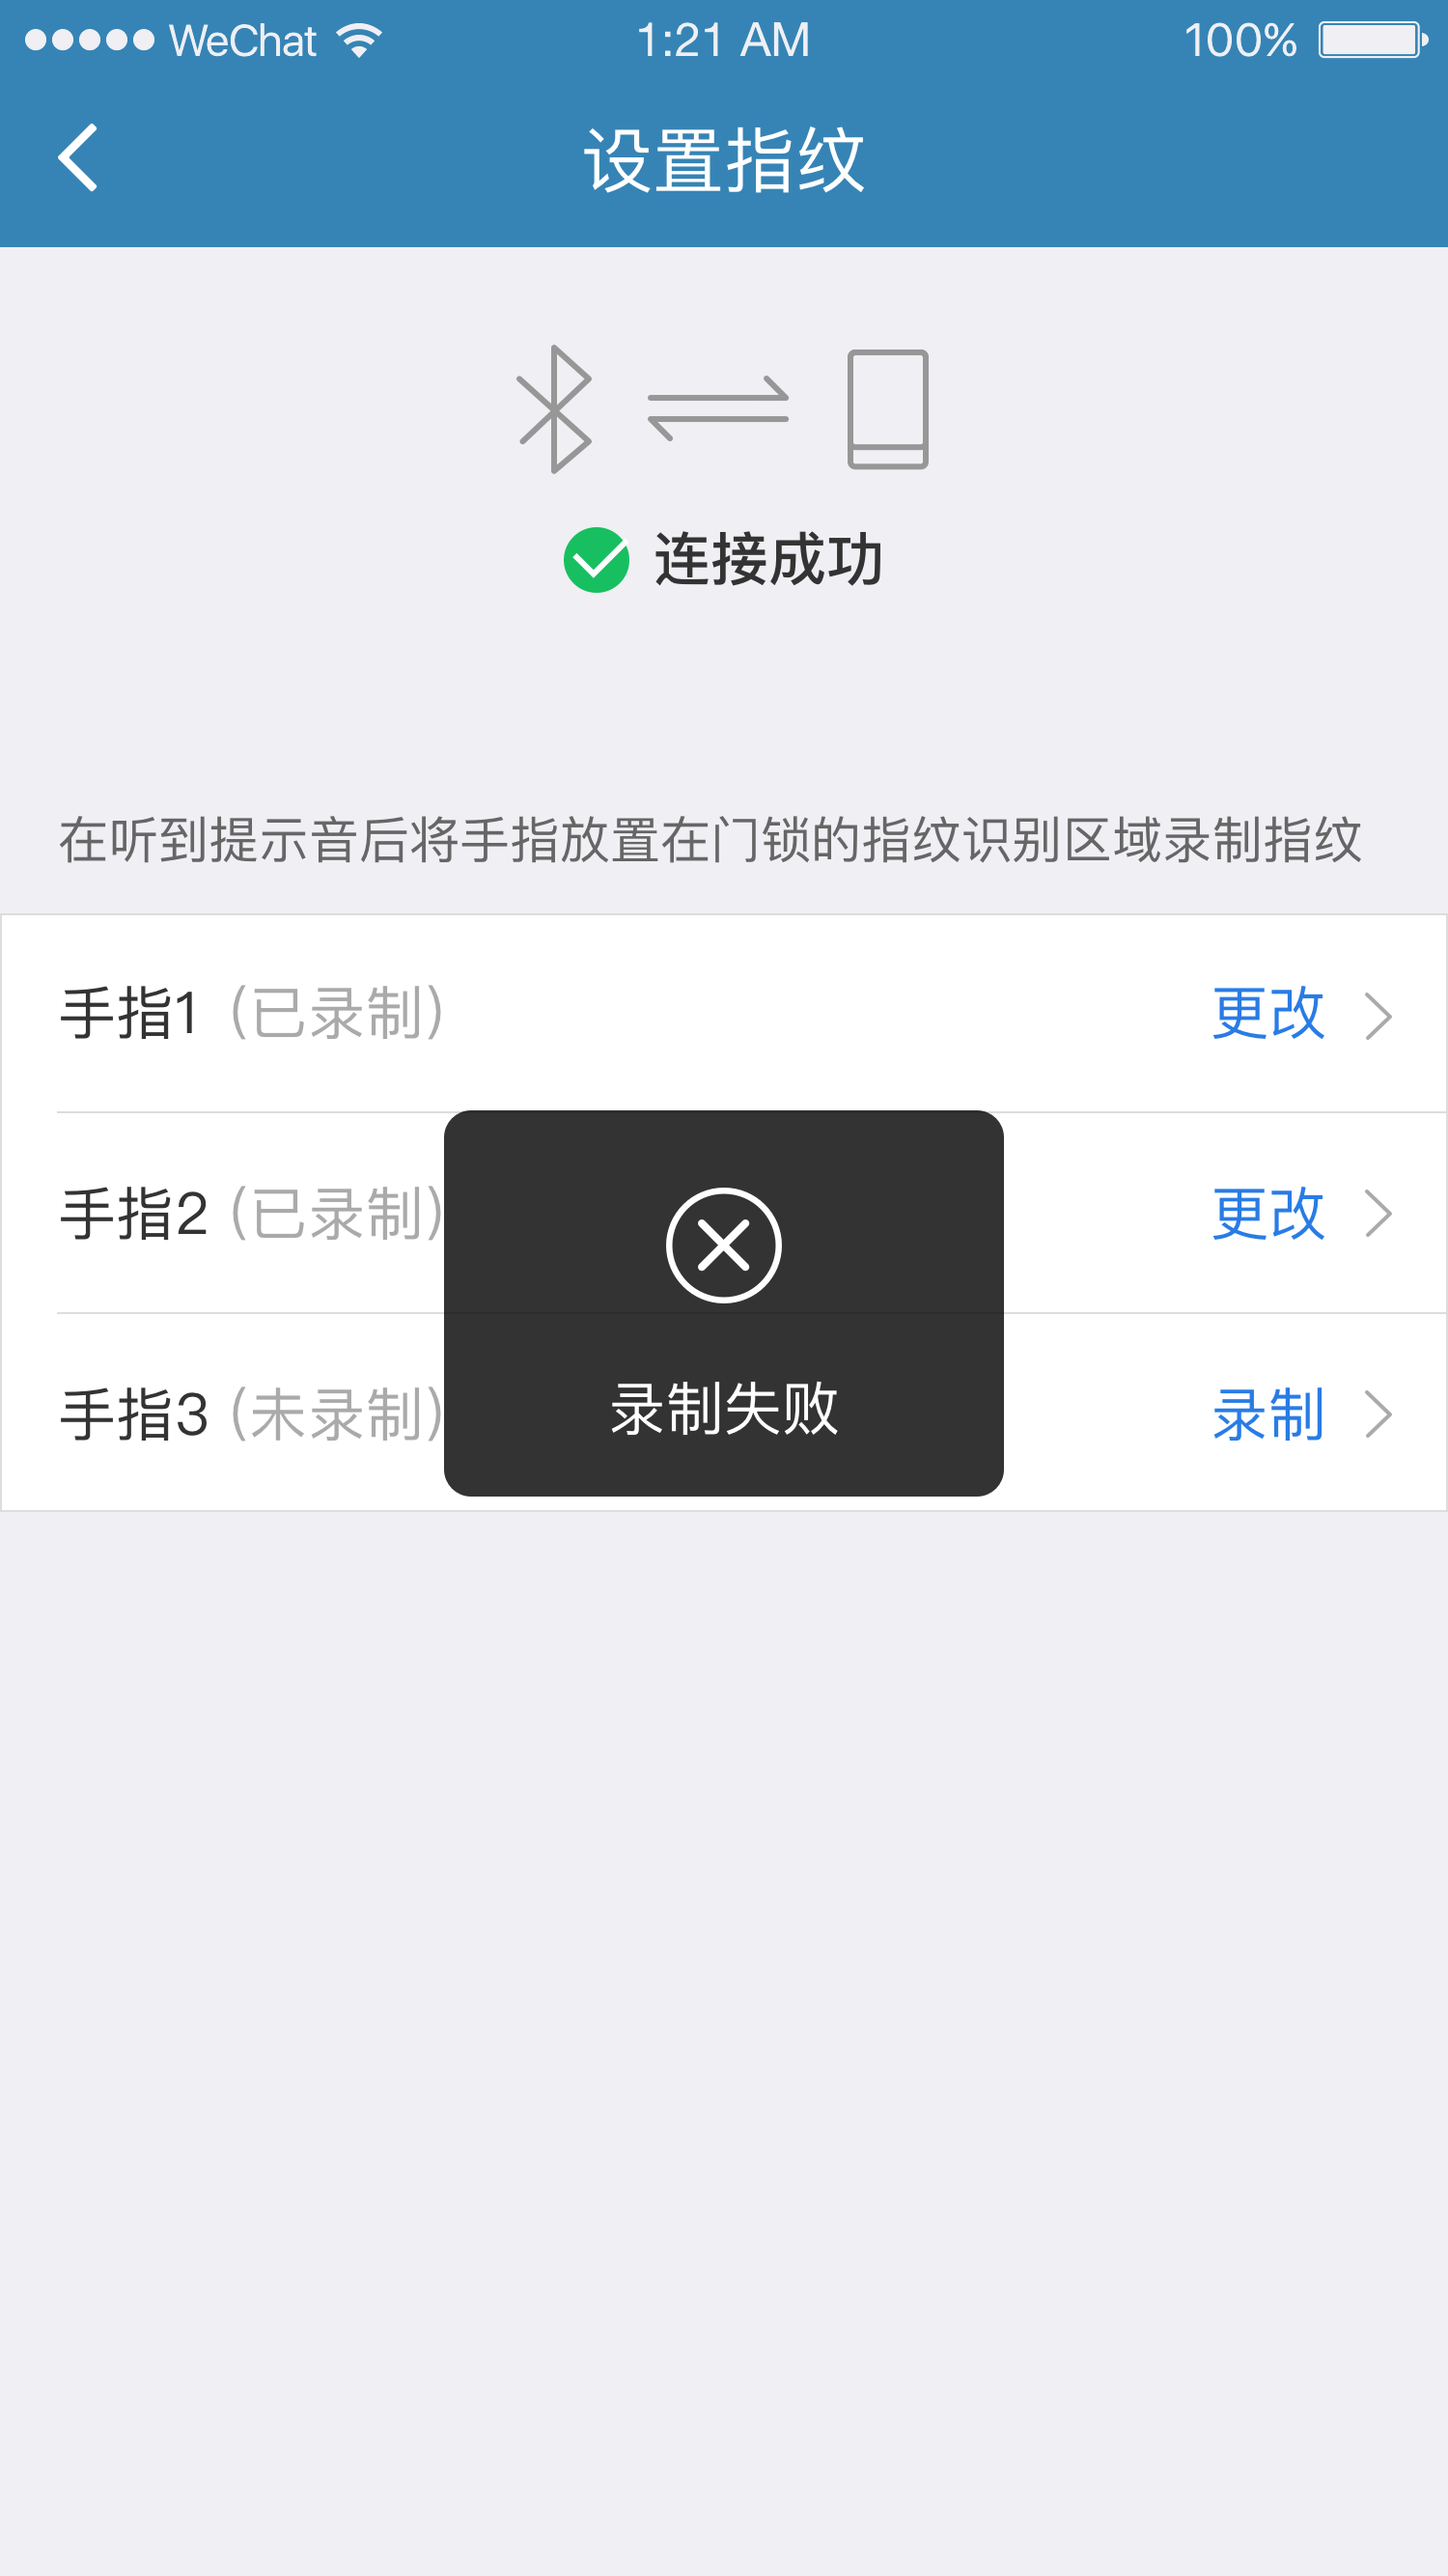 WeChat 1:21 AM 100%
设置指纹
连接成功
在听到提示音后将手指放置在门锁的指纹识别区域录制指纹
手指1 (已录制) 更改
手指2 (已录制) 更改
手指3 (未录制) 录制
录制失败